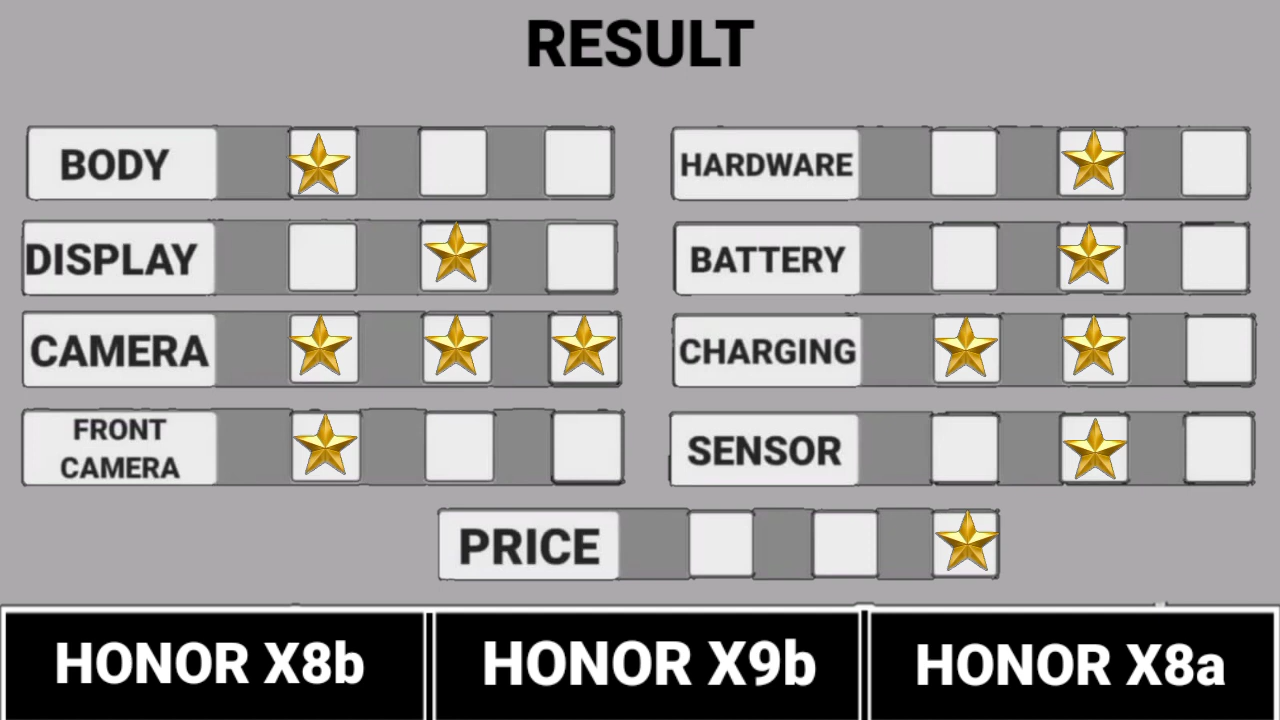 RESULT
BODY
DISPLAY
CAMERA
FRONT
CAMERA
HARDWARE
BATTERY
CHARGING
SENSOR
PRICE
HONOR X8b
HONOR X9b
HONOR X8a